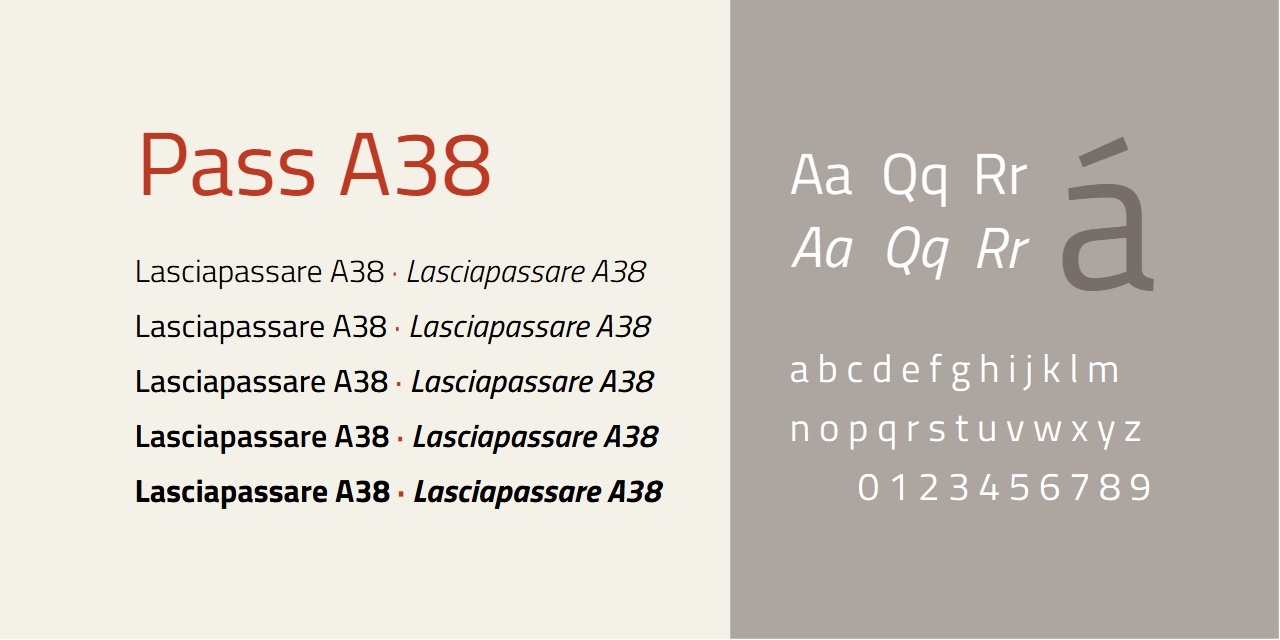 Pass A38
Lasciapassare A38 · Lasciapassare A38
Lasciapassare A38 · Lasciapassare A38
Lasciapassare A38 · Lasciapassare A38
Lasciapassare A38 · Lasciapassare A38
Lasciapassare A38 · Lasciapassare A38
Aa Qq Rr
Aa Qq Rr
á
a b c d e f g h i j k l m
n o p q r s t u v w x y z
0 1 2 3 4 5 6 7 8 9